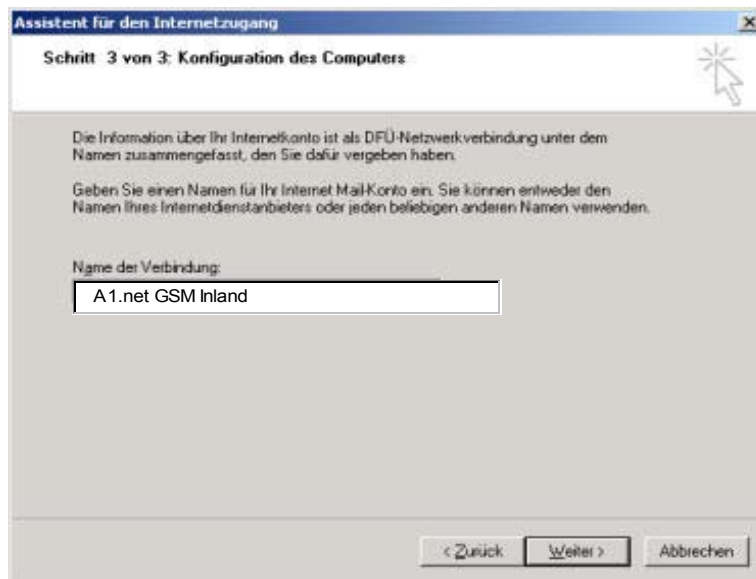 Assistent für den Internetzugang
Schritt 3 von 3: Konfiguration des Computers
Die Information über Ihr Internetkonto ist als DFÜ-Netzwerkverbindung unter dem
Namen zusammengefasst, den Sie dafür vergeben haben.
Geben Sie einen Namen für Ihr Internet Mail-Konto ein. Sie können entweder den
Namen Ihres Internetdienstanbieters oder jeden beliebigen anderen Namen verwenden.
Name der Verbindung:
A1.net GSM Inland
< Zurück Weiter > Abbrechen